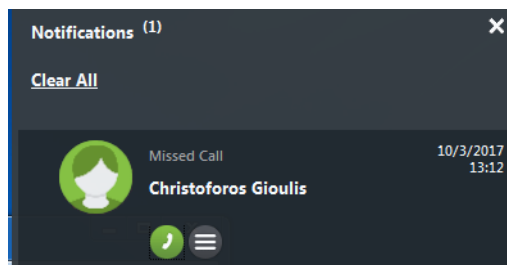 Notifications (1)
Clear All
Missed Call
10/3/2017
13:12
Christoforos Gioulis